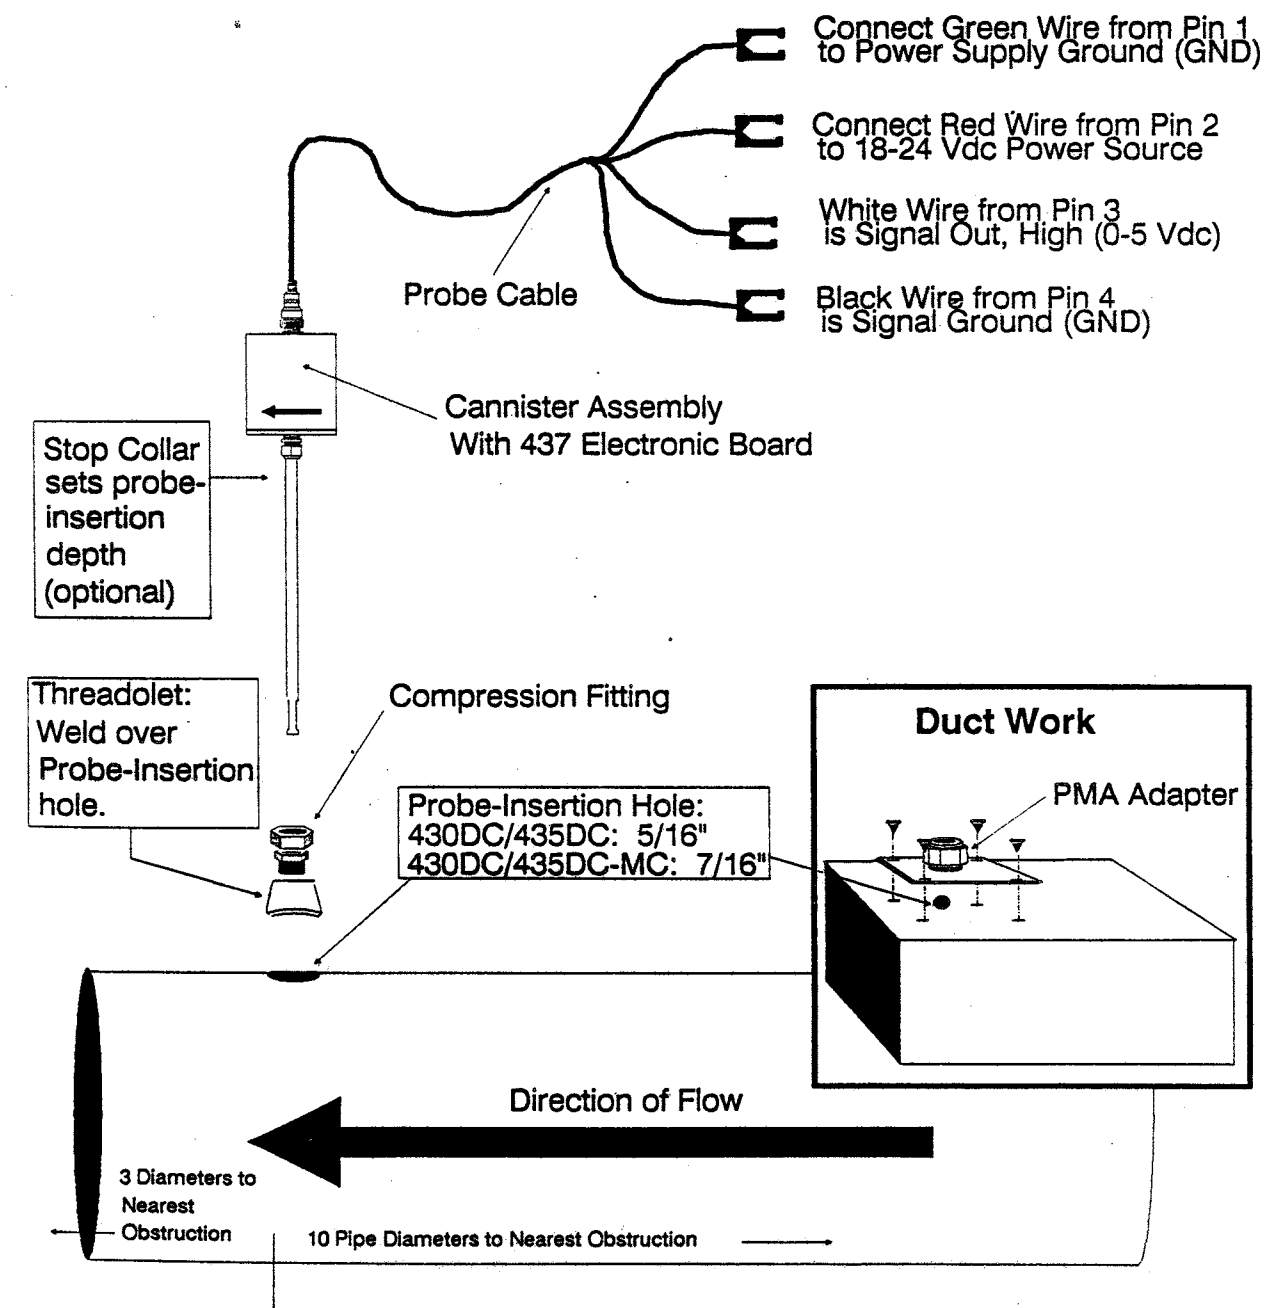 Connect Green Wire from Pin 1
to Power Supply Ground (GND)
Connect Red Wire from Pin 2
to 18-24 Vdc Power Source
White Wire from Pin 3
is Signal Out, High (0-5 Vdc)
Probe Cable
Black Wire from Pin 4
is Signal Ground (GND)
Cannister Assembly
With 437 Electronic Board
Stop Collar
sets probe-
insertion
depth
(optional)
Threadolet:
Weld over
Probe-Insertion
hole.
Compression Fitting
Probe-Insertion Hole:
430DC/435DC: 5/16"
430DC/435DC-MC: 7/16"
Duct Work
PMA Adapter
Direction of Flow
3 Diameters to
Nearest
Obstruction
10 Pipe Diameters to Nearest Obstruction